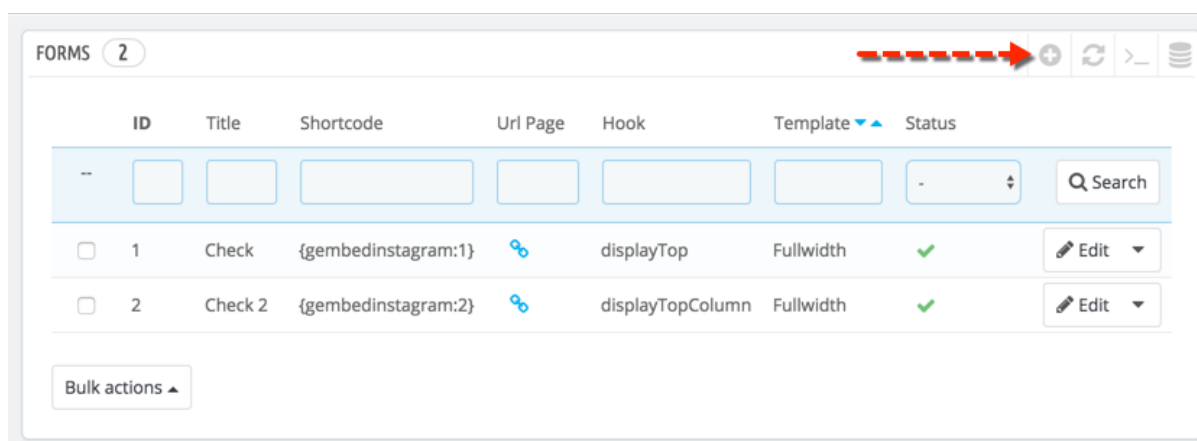 FORMS 2
ID Title Shortcode Url Page Hook Template Status
-- - Search
1 Check {gembedinstagram:1} displayTop Fullwidth Edit
2 Check 2 {gembedinstagram:2} displayTopColumn Fullwidth Edit
Bulk actions